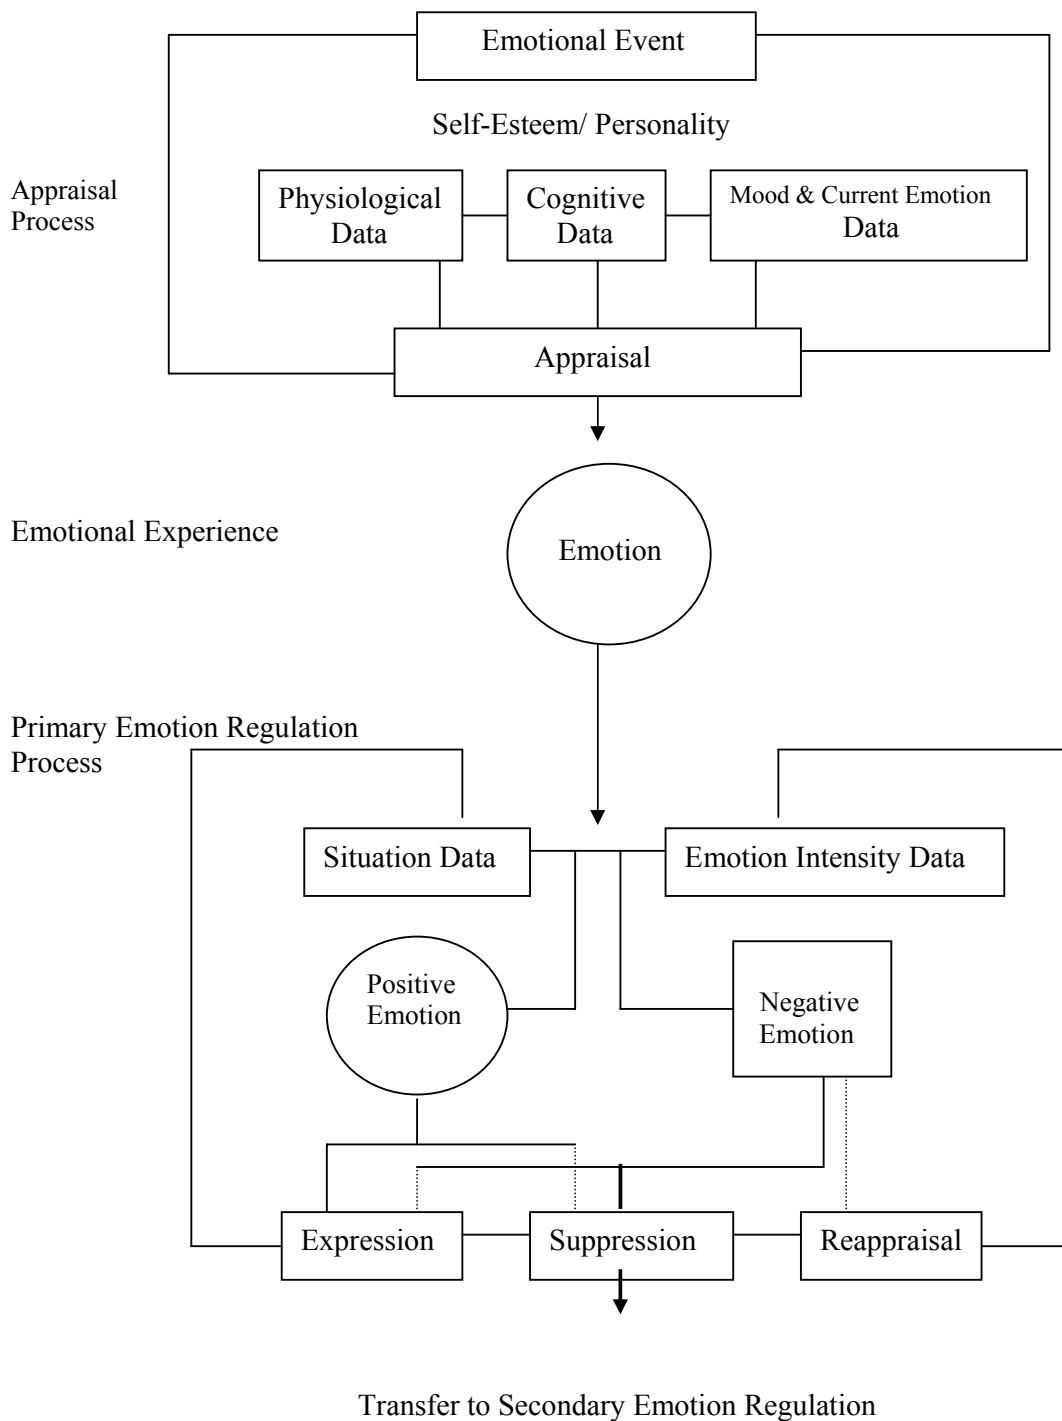 Emotional Event
Self-Esteem/ Personality
Appraisal
Process
Physiological
Data
Cognitive
Data
Mood & Current Emotion
Data
Appraisal
Emotional Experience
Emotion
Primary Emotion Regulation
Process
Situation Data
Emotion Intensity Data
Positive
Emotion
Negative
Emotion
Expression
Suppression
Reappraisal
Transfer to Secondary Emotion Regulation